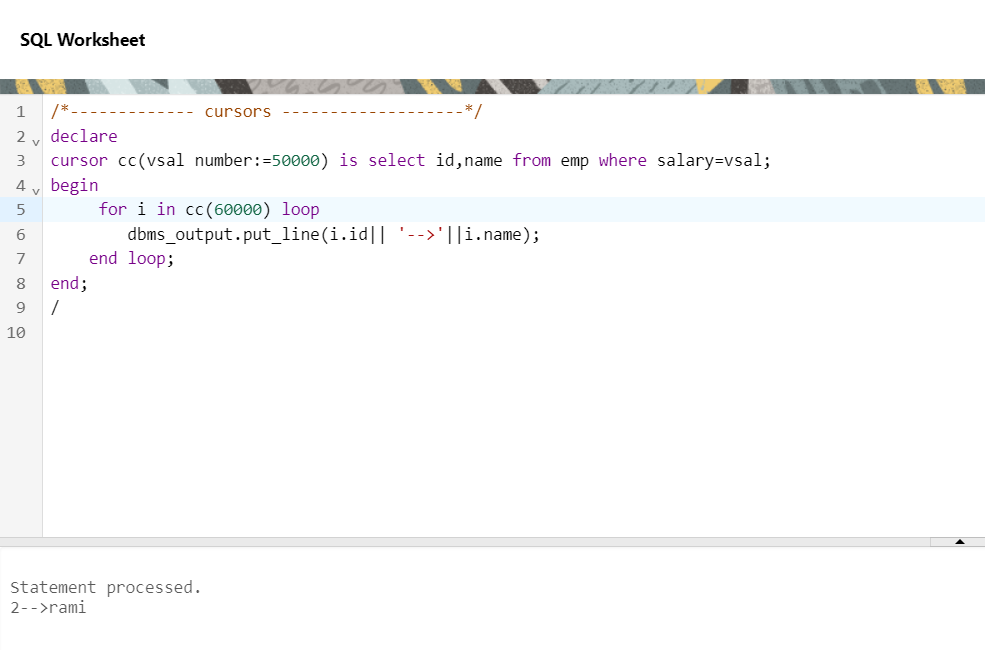 SQL Worksheet
1 /*------------- cursors -------------------*/
2 declare
3 cursor cc(vsal number:=50000) is select id,name from emp where salary=vsal;
4 begin
5      for i in cc(60000) loop
6         dbms_output.put_line(i.id|| '-->'||i.name);
7     end loop;
8 end;
9 /
10
Statement processed.
2-->rami